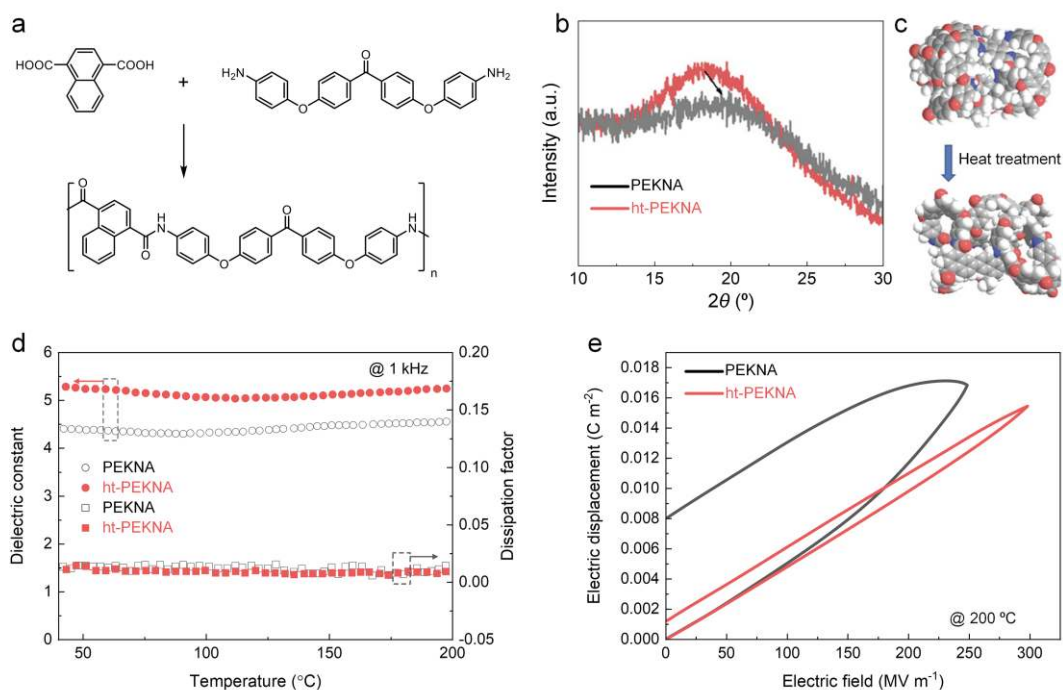 a
HOOC
COOH
+
H2N
O
NH2
O
O
O
H
N
O
O
O
O
H
N
n
b
Intensity (a.u.)
PEKNA
ht-PEKNA
10
15
20
25
30
2θ (º)
c
Heat treatment
d
@ 1 kHz
Dielectric constant
6
5
4
3
2
1
0
PEKNA
ht-PEKNA
PEKNA
ht-PEKNA
0.20
0.15
0.10
0.05
0.00
-0.05
Dissipation factor
50
100
150
200
Temperature (°C)
e
Electric displacement (C m⁻²)
0.018
0.016
0.014
0.012
0.010
0.008
0.006
0.004
0.002
0.000
PEKNA
ht-PEKNA
@ 200 ºC
0
50
100
150
200
250
300
Electric field (MV m⁻¹)